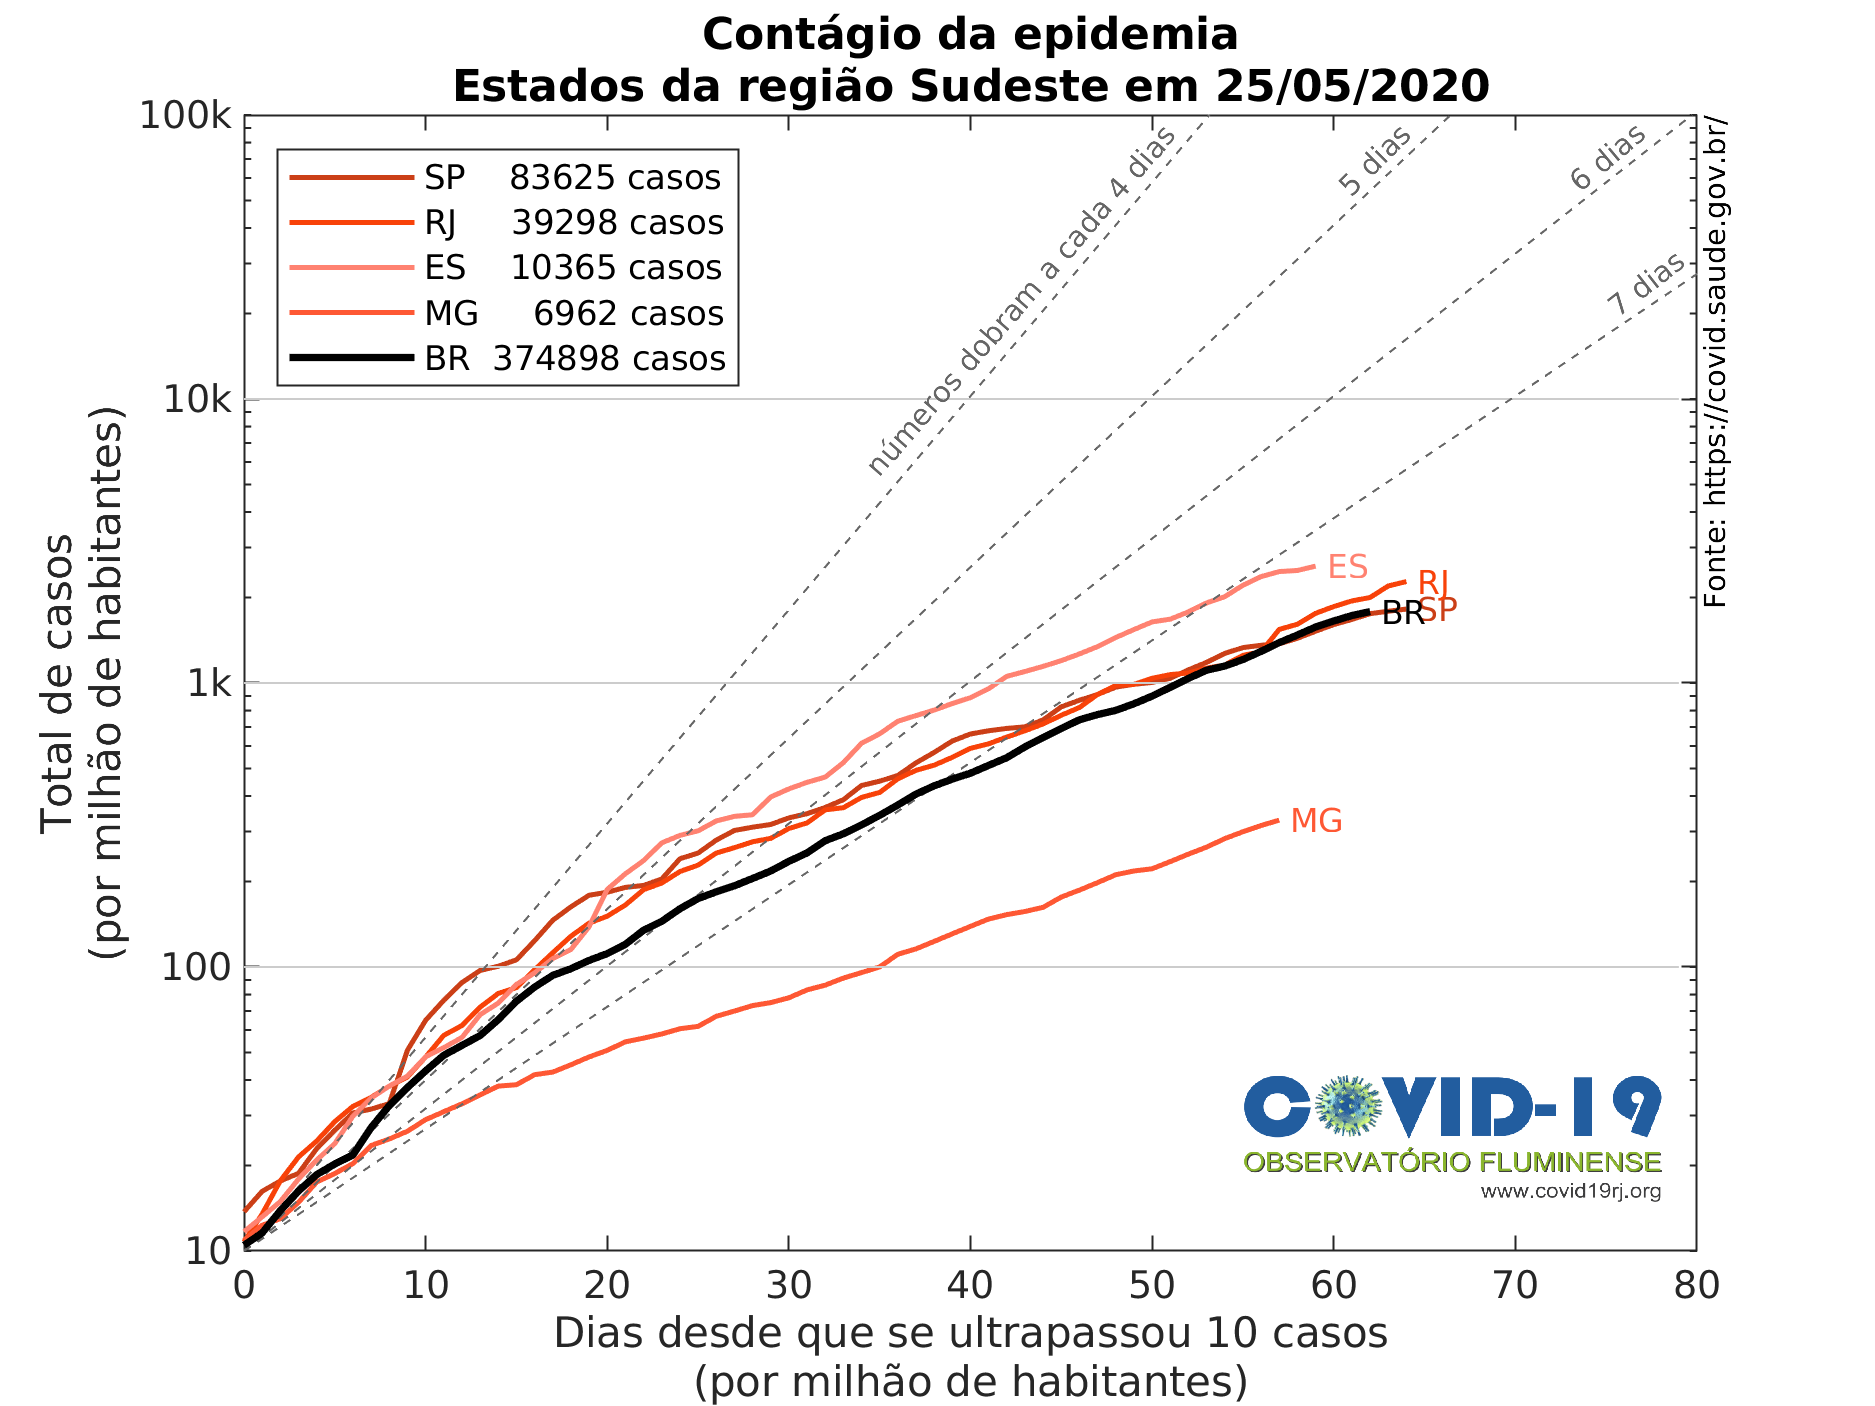 Contágio da epidemia
Estados da região Sudeste em 25/05/2020
100k
10k
1k
100
10
Total de casos
(por milhão de habitantes)
SP 83625 casos
RJ 39298 casos
ES 10365 casos
MG 6962 casos
BR 374898 casos
números dobram a cada 4 dias
5 dias
6 dias
7 dias
Fonte: https://covid.saude.gov.br/
ES
RJ
BR
SP
MG
COVID-19
OBSERVATÓRIO FLUMINENSE
www.covid19rj.org
0 10 20 30 40 50 60 70 80
Dias desde que se ultrapassou 10 casos
(por milhão de habitantes)